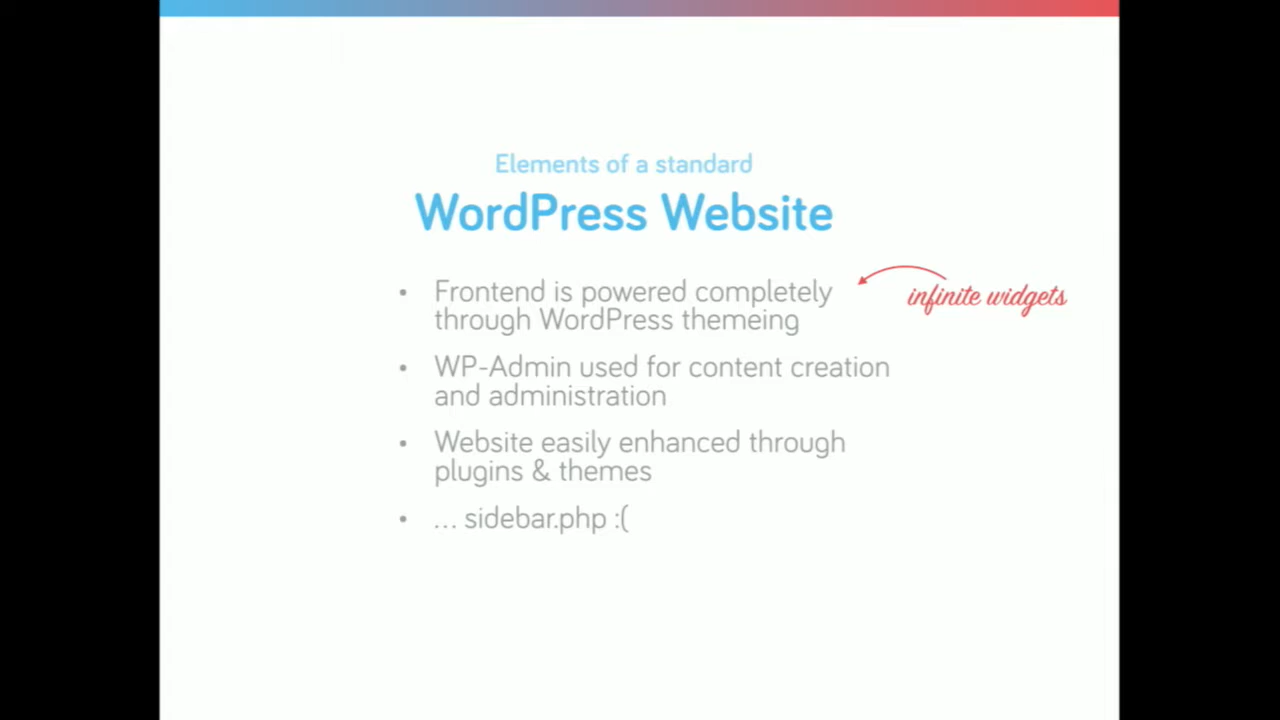 Elements of a standard
WordPress Website
• Frontend is powered completely
through WordPress themeing
infinite widgets
• WP-Admin used for content creation
and administration
• Website easily enhanced through
plugins & themes
• ... sidebar.php :(